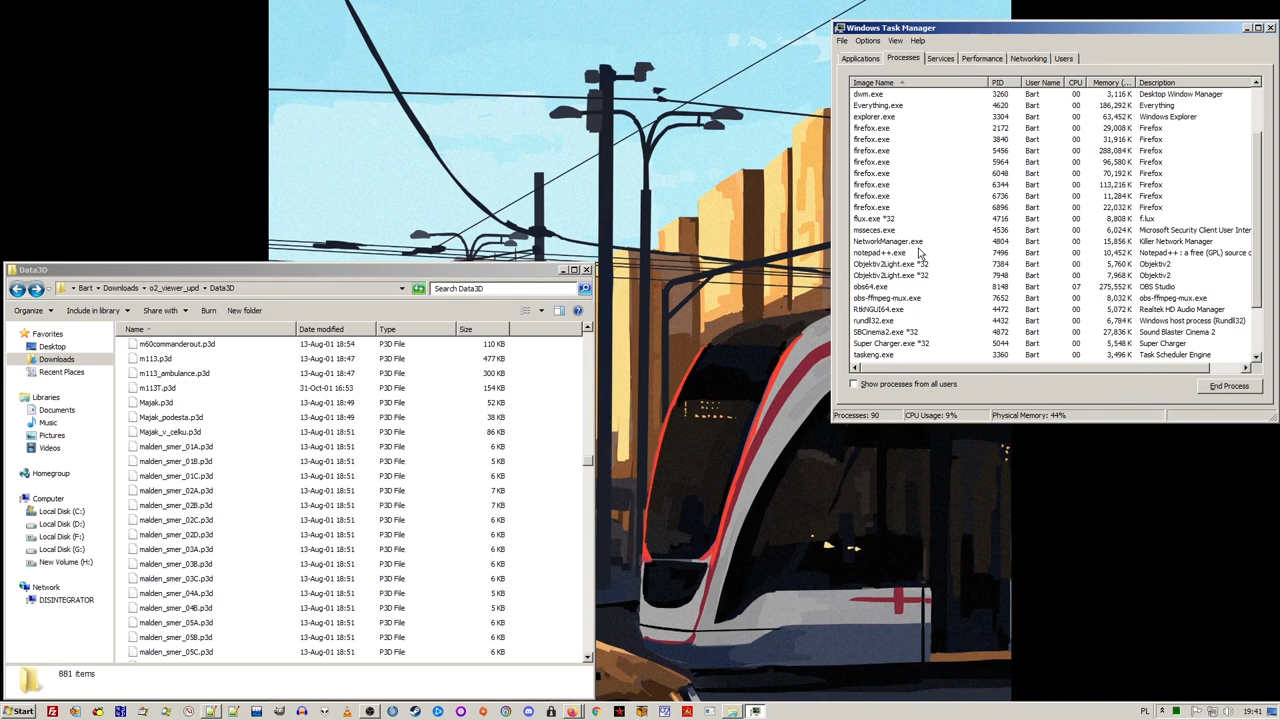 Windows Task Manager
File Options View Help
Applications Processes Services Performance Networking Users
Image Name PID User Name CPU Memory (... Description
dwm.exe 3260 Bart 00 3,116 K Desktop Window Manager
Everything.exe 4620 Bart 00 186,292 K Everything
explorer.exe 3304 Bart 00 63,452 K Windows Explorer
firefox.exe 2172 Bart 00 29,008 K Firefox
firefox.exe 3840 Bart 00 31,916 K Firefox
firefox.exe 5456 Bart 00 288,084 K Firefox
firefox.exe 5964 Bart 00 96,580 K Firefox
firefox.exe 6048 Bart 00 70,192 K Firefox
firefox.exe 6344 Bart 00 113,216 K Firefox
firefox.exe 6736 Bart 00 11,284 K Firefox
firefox.exe 6896 Bart 00 22,032 K Firefox
flux.exe *32 4716 Bart 00 8,808 K f.lux
msseces.exe 4536 Bart 00 6,024 K Microsoft Security Client User Inter
NetworkManager.exe 4804 Bart 00 15,856 K Killer Network Manager
notepad++.exe 7496 Bart 00 10,452 K Notepad++ : a free (GPL) source c
Objektiv2Light.exe *32 7384 Bart 00 5,760 K Objektiv2
Objektiv2Light.exe *32 7948 Bart 00 7,968 K Objektiv2
obs64.exe 8148 Bart 07 275,552 K OBS Studio
obs-ffmpeg-mux.exe 7652 Bart 00 8,032 K obs-ffmpeg-mux.exe
RtkNGUI64.exe 4472 Bart 00 5,072 K Realtek HD Audio Manager
rundll32.exe 4432 Bart 00 6,932 K Windows host process (Rundll32)
SBCinema2.exe *32 4872 Bart 00 27,836 K Sound Blaster Cinema 2
Super Charger.exe *32 5044 Bart 00 5,548 K Super Charger
taskeng.exe 3360 Bart 00 3,496 K Task Scheduler Engine
Show processes from all users End Process
Processes: 90 CPU Usage: 9% Physical Memory: 44%
Data3D
Bart Downloads o2_viewer_upd Data3D Search Data3D
Organize Include in library Share with Burn New folder
Favorites
Desktop
Downloads
Recent Places
Libraries
Documents
Music
Pictures
Videos
Homegroup
Computer
Local Disk (C:)
Local Disk (D:)
Local Disk (F:)
Local Disk (G:)
New Volume (H:)
Network
DISINTEGRATOR
Name Date modified Type Size
m60commanderout.p3d 13-Aug-01 18:54 P3D File 110 KB
m113.p3d 13-Aug-01 18:47 P3D File 477 KB
m113_ambulance.p3d 13-Aug-01 18:47 P3D File 300 KB
m113T.p3d 31-Oct-01 16:53 P3D File 154 KB
Majak.p3d 13-Aug-01 18:49 P3D File 52 KB
Majak_podesta.p3d 13-Aug-01 18:49 P3D File 38 KB
Majak_v_celku.p3d 13-Aug-01 18:51 P3D File 86 KB
malden_smer_01A.p3d 13-Aug-01 18:51 P3D File 6 KB
malden_smer_01B.p3d 13-Aug-01 18:51 P3D File 5 KB
malden_smer_01C.p3d 13-Aug-01 18:51 P3D File 6 KB
malden_smer_02A.p3d 13-Aug-01 18:51 P3D File 7 KB
malden_smer_02B.p3d 13-Aug-01 18:51 P3D File 7 KB
malden_smer_02C.p3d 13-Aug-01 18:51 P3D File 6 KB
malden_smer_02D.p3d 13-Aug-01 18:51 P3D File 6 KB
malden_smer_03A.p3d 13-Aug-01 18:51 P3D File 6 KB
malden_smer_03B.p3d 13-Aug-01 18:51 P3D File 6 KB
malden_smer_03C.p3d 13-Aug-01 18:51 P3D File 6 KB
malden_smer_04A.p3d 13-Aug-01 18:51 P3D File 5 KB
malden_smer_04B.p3d 13-Aug-01 18:51 P3D File 5 KB
malden_smer_05A.p3d 13-Aug-01 18:51 P3D File 6 KB
malden_smer_05B.p3d 13-Aug-01 18:51 P3D File 6 KB
malden_smer_05C.p3d 13-Aug-01 18:51 P3D File 6 KB
881 items
Start PL 19:41